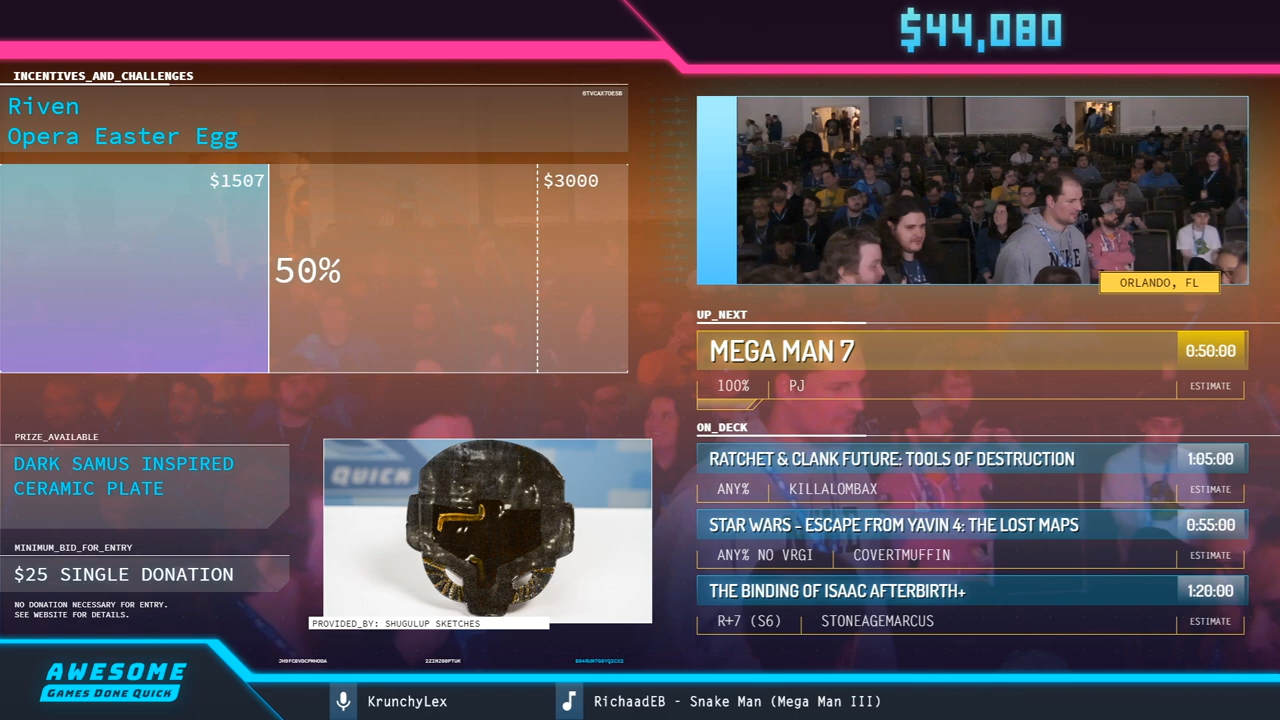 $44,080
INCENTIVES_AND_CHALLENGES
Riven
Opera Easter Egg
$1507
$3000
50%
ORLANDO, FL
UP_NEXT
MEGA MAN 7
0:50:00
100%
PJ
ESTIMATE
ON_DECK
RATCHET & CLANK FUTURE: TOOLS OF DESTRUCTION
1:05:00
ANY%
KILLALOMBAX
ESTIMATE
STAR WARS - ESCAPE FROM YAVIN 4: THE LOST MAPS
0:55:00
ANY% NO VRGI
COVERTMUFFIN
ESTIMATE
THE BINDING OF ISAAC AFTERBIRTH+
1:20:00
R+7 (S6)
STONEAGEMARCUS
ESTIMATE
PRIZE_AVAILABLE
DARK SAMUS INSPIRED
CERAMIC PLATE
MINIMUM_BID_FOR_ENTRY
$25 SINGLE DONATION
NO DONATION NECESSARY FOR ENTRY.
SEE WEBSITE FOR DETAILS.
QUICK
PROVIDED_BY: SHUGULUP SKETCHES
AWESOME
GAMES DONE QUICK
KrunchyLex
RichaadEB - Snake Man (Mega Man III)